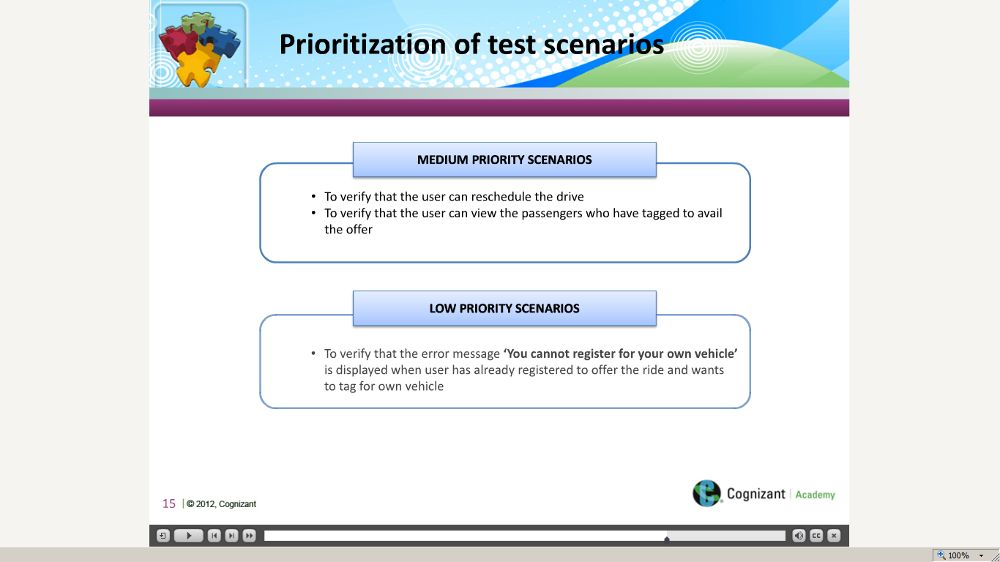 Prioritization of test scenarios
MEDIUM PRIORITY SCENARIOS
• To verify that the user can reschedule the drive
• To verify that the user can view the passengers who have tagged to avail
the offer
LOW PRIORITY SCENARIOS
• To verify that the error message ‘You cannot register for your own vehicle’
is displayed when user has already registered to offer the ride and wants
to tag for own vehicle
15 | © 2012, Cognizant
Cognizant | Academy
CC
100%